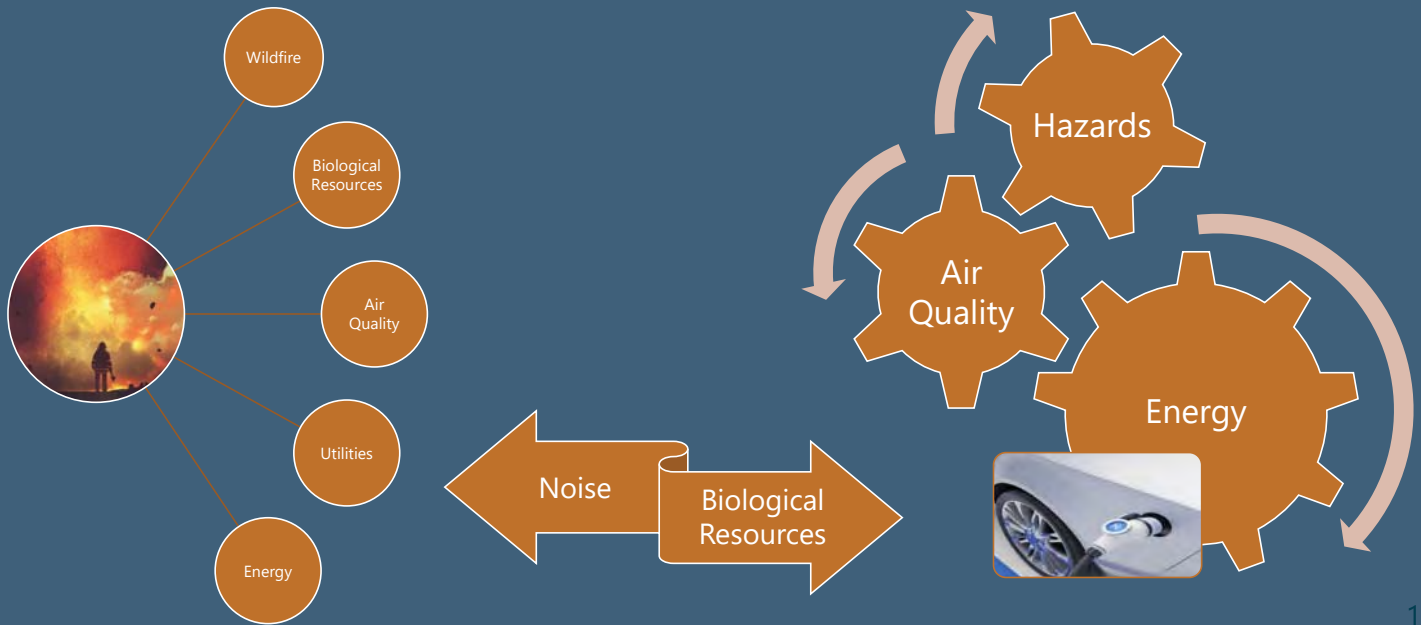 Wildfire
Biological
Resources
Air
Quality
Utilities
Energy
Noise
Biological
Resources
Hazards
Air
Quality
Energy
1